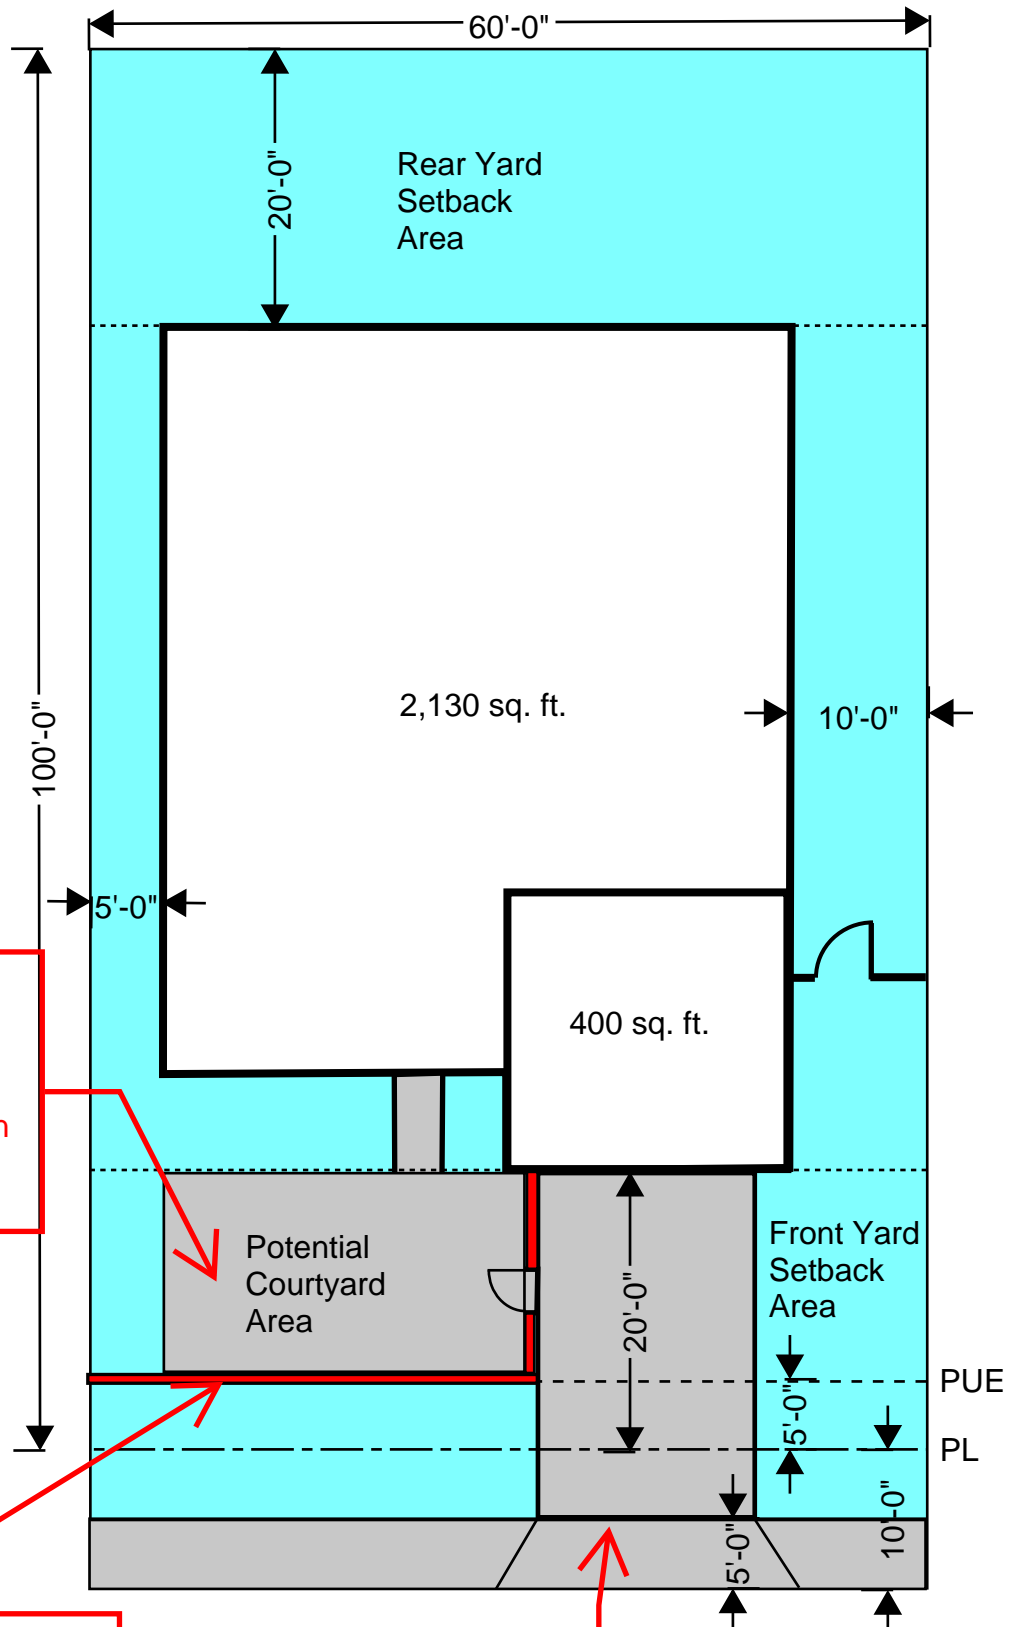 60'-0"
20'-0"
Rear Yard
Setback
Area
100'-0"
2,130 sq. ft.
10'-0"
5'-0"
400 sq. ft.
n
Potential
Courtyard
Area
20'-0"
Front Yard
Setback
Area
5'-0"
PUE
PL
10'-0"
5'-0"